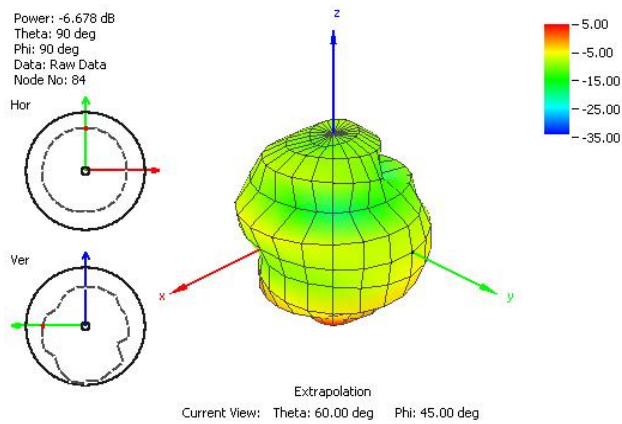 Power: -6.678 dB
Theta: 90 deg
Phi: 90 deg
Data: Raw Data
Node No: 84
Hor
Ver
z
x
y
5.00
-5.00
-15.00
-25.00
-35.00
Extrapolation
Current View: Theta: 60.00 deg Phi: 45.00 deg